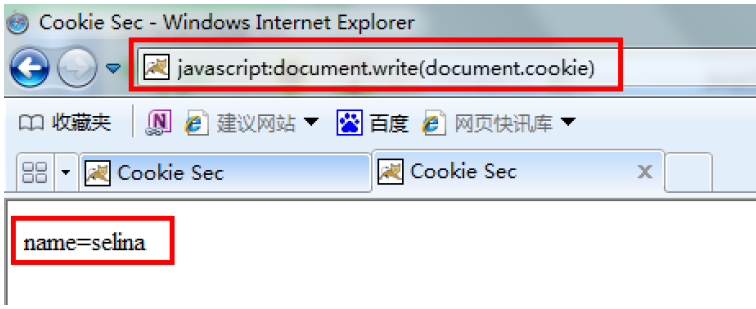 Cookie Sec - Windows Internet Explorer
javascript:document.write(document.cookie)
收藏夹 建议网站 百度 网页快讯库
Cookie Sec Cookie Sec x
name=selina